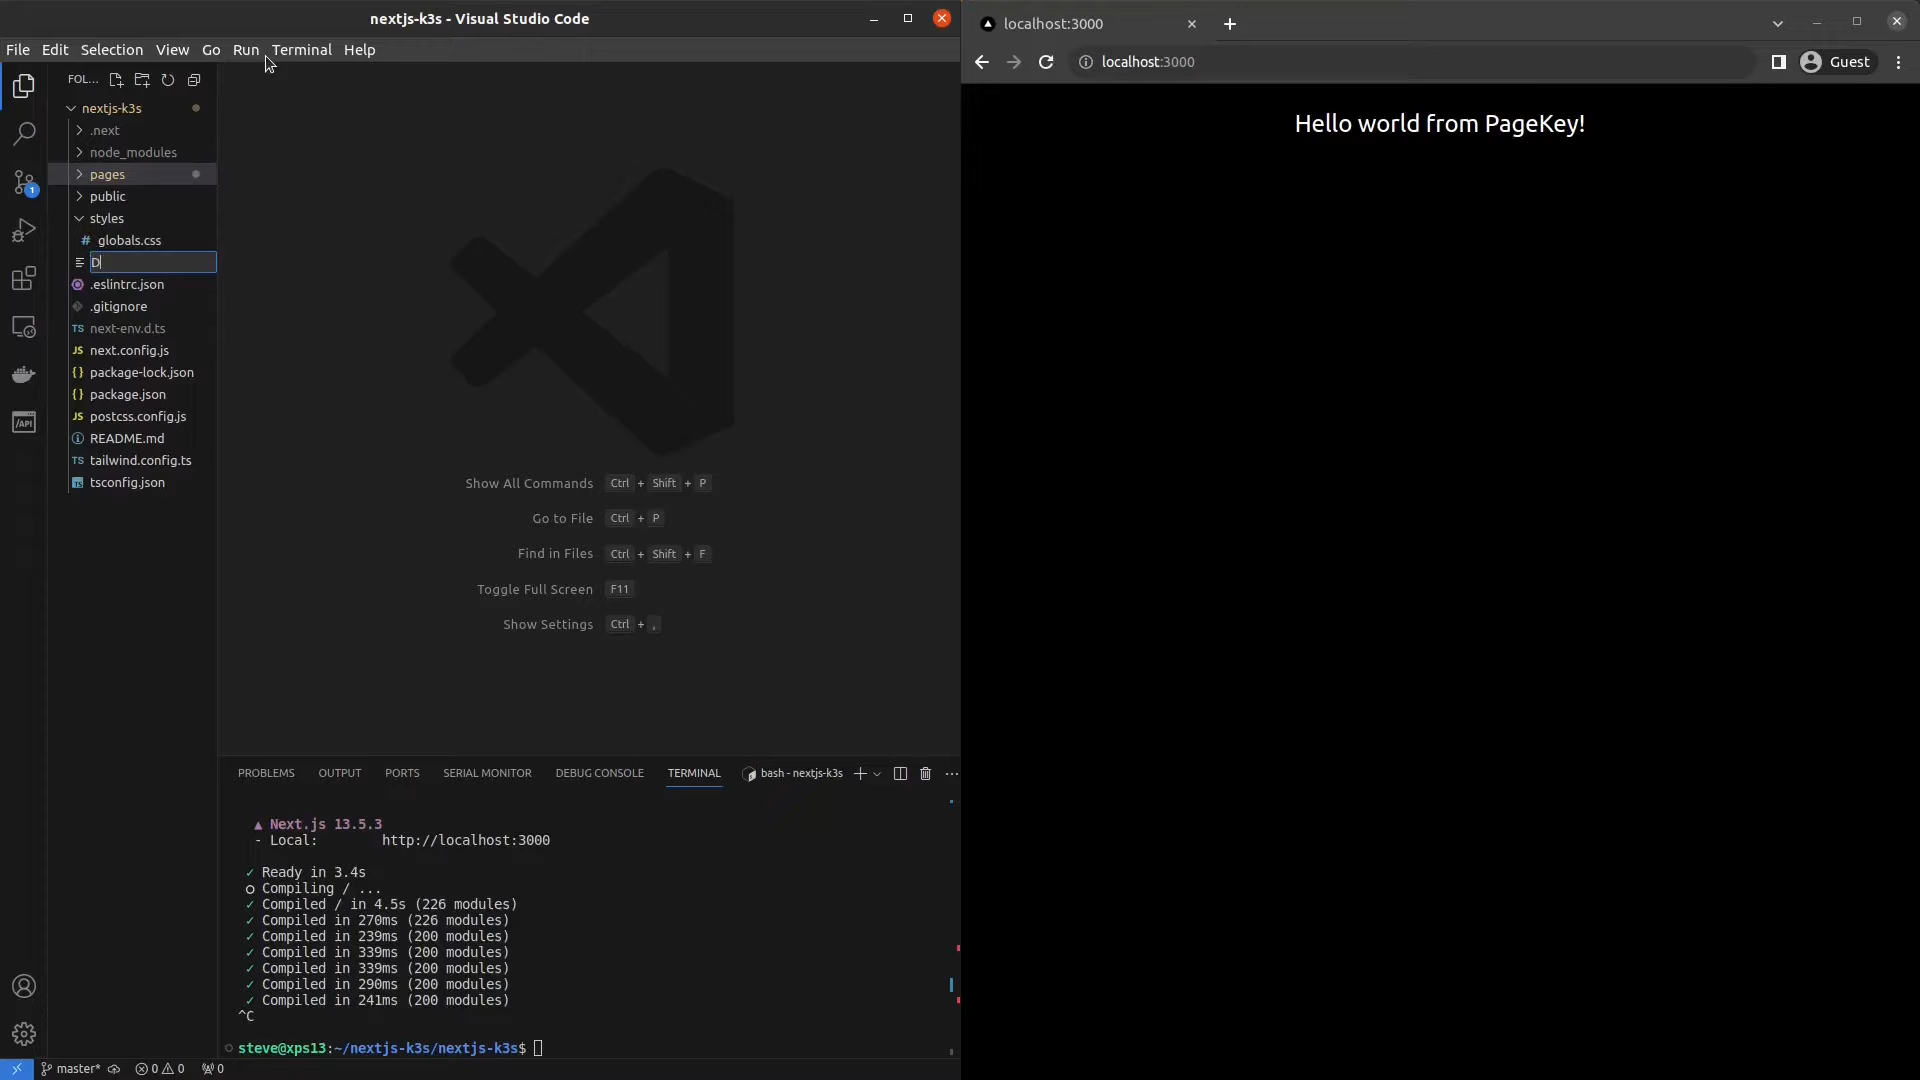 nextjs-k3s - Visual Studio Code
File Edit Selection View Go Run Terminal Help
FOL...
nextjs-k3s
.next
node_modules
pages
public
styles
# globals.css
D
.eslintrc.json
.gitignore
TS next-env.d.ts
JS next.config.js
{} package-lock.json
{} package.json
JS postcss.config.js
README.md
TS tailwind.config.ts
TS tsconfig.json
1
/API
Show All Commands Ctrl + Shift + P
Go to File Ctrl + P
Find in Files Ctrl + Shift + F
Toggle Full Screen F11
Show Settings Ctrl + ,
PROBLEMS OUTPUT PORTS SERIAL MONITOR DEBUG CONSOLE TERMINAL bash - nextjs-k3s
▲ Next.js 13.5.3
- Local: http://localhost:3000
✓ Ready in 3.4s
○ Compiling / ...
✓ Compiled / in 4.5s (226 modules)
✓ Compiled in 270ms (226 modules)
✓ Compiled in 239ms (200 modules)
✓ Compiled in 339ms (200 modules)
✓ Compiled in 339ms (200 modules)
✓ Compiled in 290ms (200 modules)
✓ Compiled in 241ms (200 modules)
^C
steve@xps13:~/nextjs-k3s/nextjs-k3s$
master* 0 0 0
localhost:3000
localhost:3000
Guest
Hello world from PageKey!